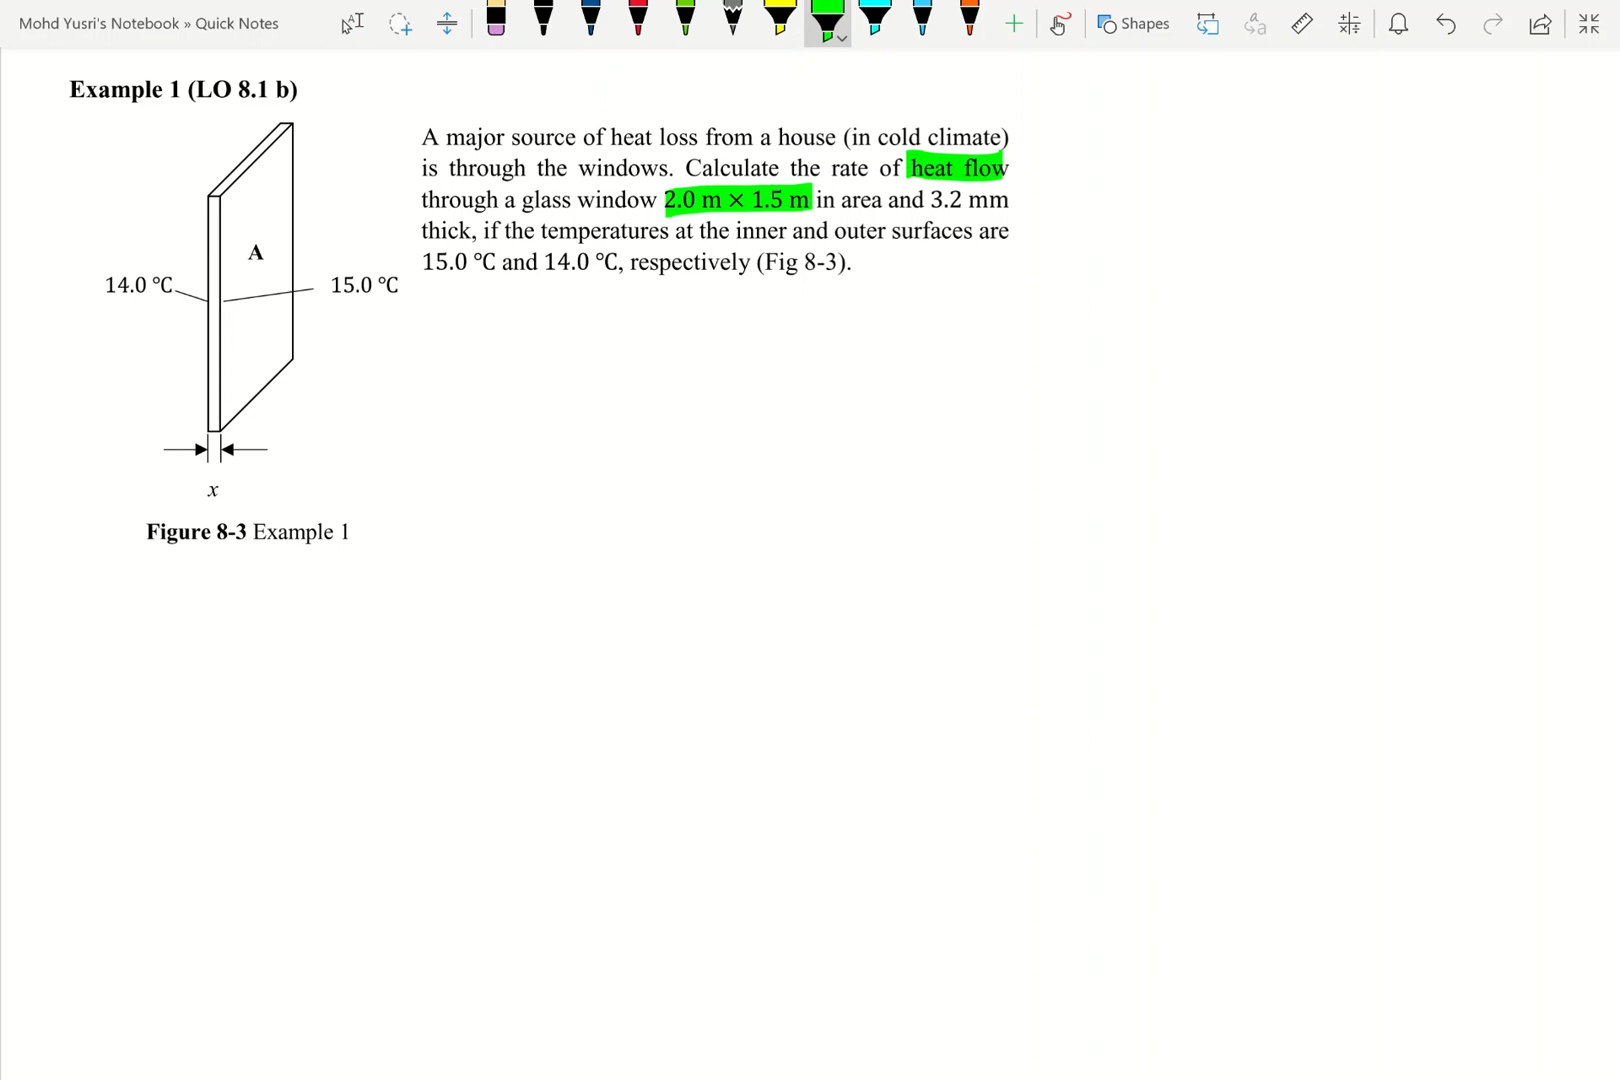 Mohd Yusri's Notebook » Quick Notes
Shapes
Example 1 (LO 8.1 b)
A major source of heat loss from a house (in cold climate)
is through the windows. Calculate the rate of heat flow
through a glass window 2.0 m × 1.5 m in area and 3.2 mm
thick, if the temperatures at the inner and outer surfaces are
15.0 °C and 14.0 °C, respectively (Fig 8-3).
A
14.0 °C
15.0 °C
x
Figure 8-3 Example 1